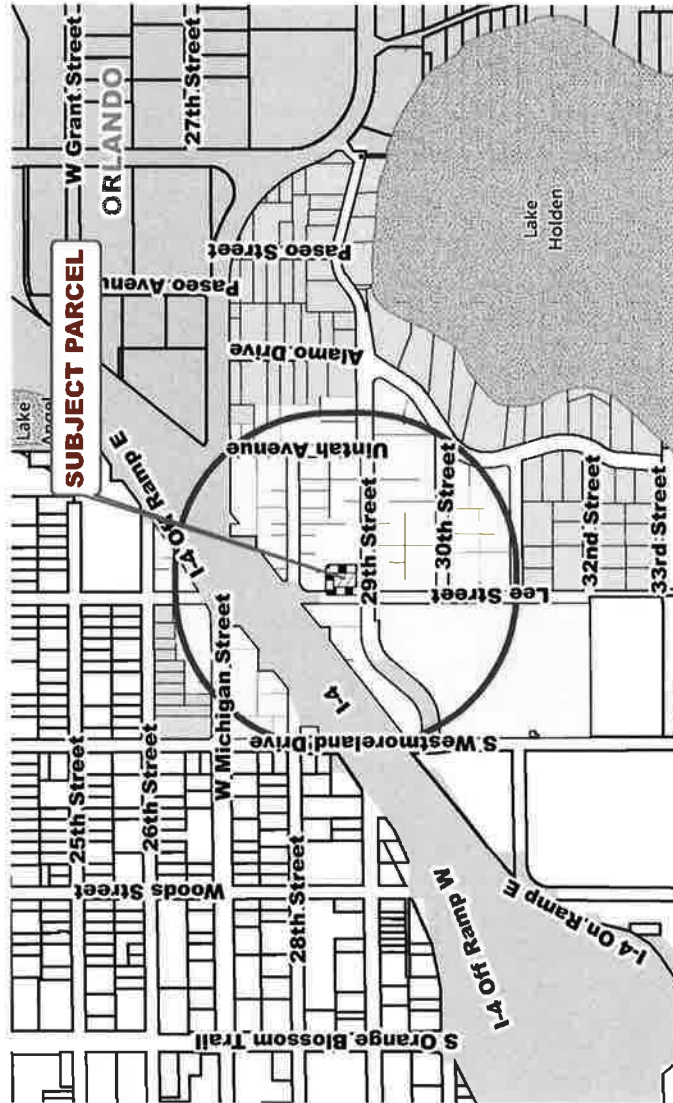 W Grant Street
ORLANDO
27th Street
SUBJECT PARCEL
Paseo Avenu
Paseo Street
Lake
Alamo Drive
Lake
Holden
I-4 Off Ramp E
Uintah Avenue
29th Street
30th Street
32nd Street
33rd Street
Lee Street
W Michigan Street
I-4
S Westmoreland Drive
25th Street
26th Street
Woods Street
28th Street
I-4 Off Ramp W
I-4 On Ramp E
S Orange Blossom Trail